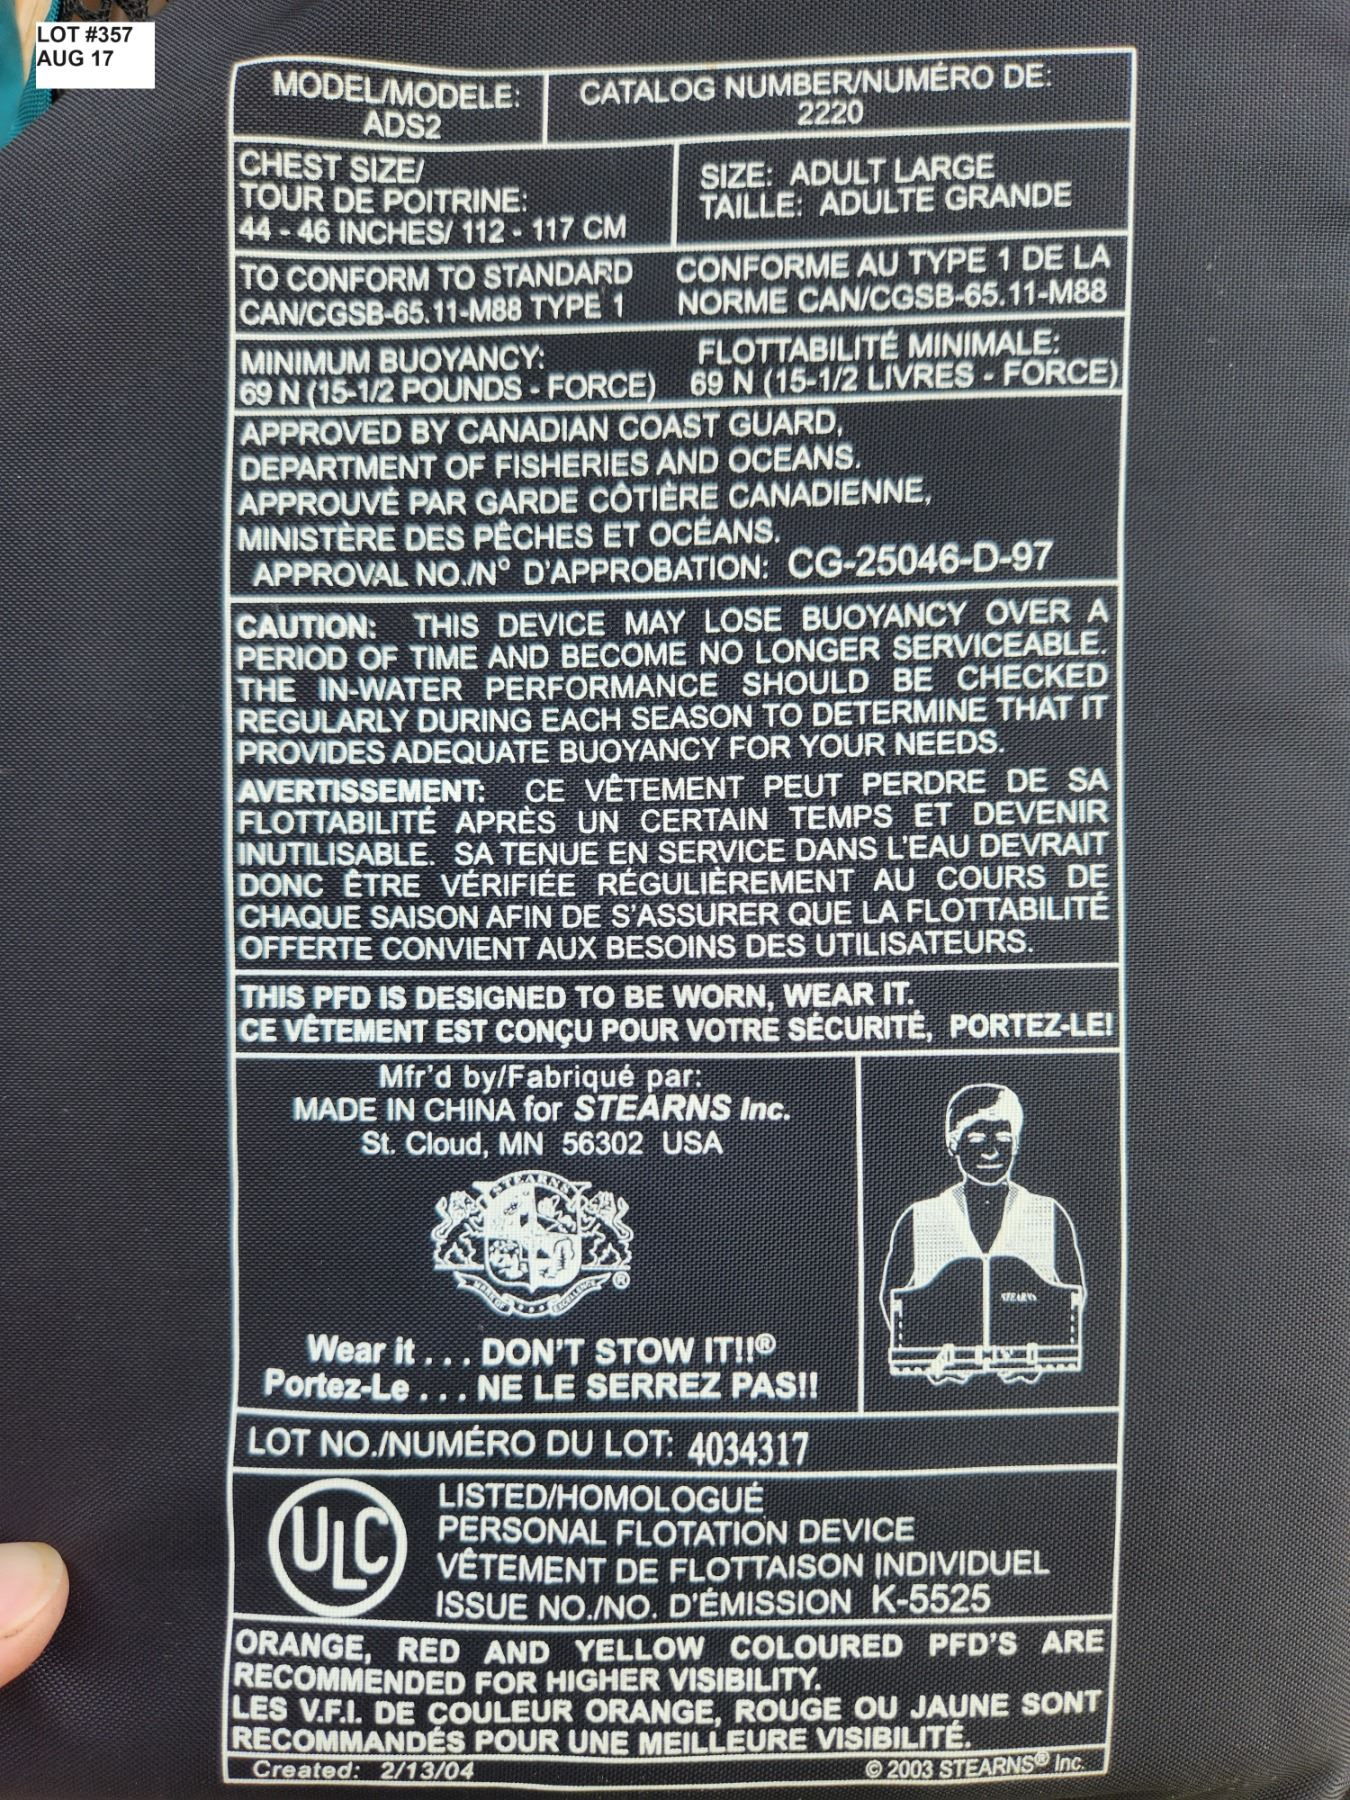 LOT #357
AUG 17
MODEL/MODELE:
ADS2
CATALOG NUMBER/NUMÉRO DE:
2220
CHEST SIZE/
TOUR DE POITRINE:
44 - 46 INCHES/ 112 - 117 CM
SIZE: ADULT LARGE
TAILLE: ADULTE GRANDE
TO CONFORM TO STANDARD
CAN/CGSB-65.11-M88 TYPE 1
CONFORME AU TYPE 1 DE LA
NORME CAN/CGSB-65.11-M88
MINIMUM BUOYANCY:
69 N (15-1/2 POUNDS - FORCE)
FLOTTABILITÉ MINIMALE:
69 N (15-1/2 LIVRES - FORCE)
APPROVED BY CANADIAN COAST GUARD,
DEPARTMENT OF FISHERIES AND OCEANS.
APPROUVÉ PAR GARDE CÔTIÈRE CANADIENNE,
MINISTÈRE DES PÊCHES ET OCÉANS.
APPROVAL NO./N° D'APPROBATION: CG-25046-D-97
CAUTION: THIS DEVICE MAY LOSE BUOYANCY OVER A
PERIOD OF TIME AND BECOME NO LONGER SERVICEABLE.
THE IN-WATER PERFORMANCE SHOULD BE CHECKED
REGULARLY DURING EACH SEASON TO DETERMINE THAT IT
PROVIDES ADEQUATE BUOYANCY FOR YOUR NEEDS.
AVERTISSEMENT: CE VÊTEMENT PEUT PERDRE DE SA
FLOTTABILITÉ APRÈS UN CERTAIN TEMPS ET DEVENIR
INUTILISABLE. SA TENUE EN SERVICE DANS L'EAU DEVRAIT
DONC ÊTRE VÉRIFIÉE RÉGULIÈREMENT AU COURS DE
CHAQUE SAISON AFIN DE S'ASSURER QUE LA FLOTTABILITÉ
OFFERTE CONVIENT AUX BESOINS DES UTILISATEURS.
THIS PFD IS DESIGNED TO BE WORN, WEAR IT.
CE VÊTEMENT EST CONÇU POUR VOTRE SÉCURITÉ, PORTEZ-LE!
Mfr'd by/Fabriqué par:
MADE IN CHINA for STEARNS Inc.
St. Cloud, MN 56302 USA
STEARNS
®
STEARNS
Wear it . . . DON'T STOW IT!!®
Portez-Le . . . NE LE SERREZ PAS!!
LOT NO./NUMÉRO DU LOT: 4034317
ULC
LISTED/HOMOLOGUÉ
PERSONAL FLOTATION DEVICE
VÊTEMENT DE FLOTTAISON INDIVIDUEL
ISSUE NO./NO. D'ÉMISSION K-5525
ORANGE, RED AND YELLOW COLOURED PFD'S ARE
RECOMMENDED FOR HIGHER VISIBILITY.
LES V.F.I. DE COULEUR ORANGE, ROUGE OU JAUNE SONT
RECOMMANDÉS POUR UNE MEILLEURE VISIBILITÉ.
Created: 2/13/04
© 2003 STEARNS® Inc.